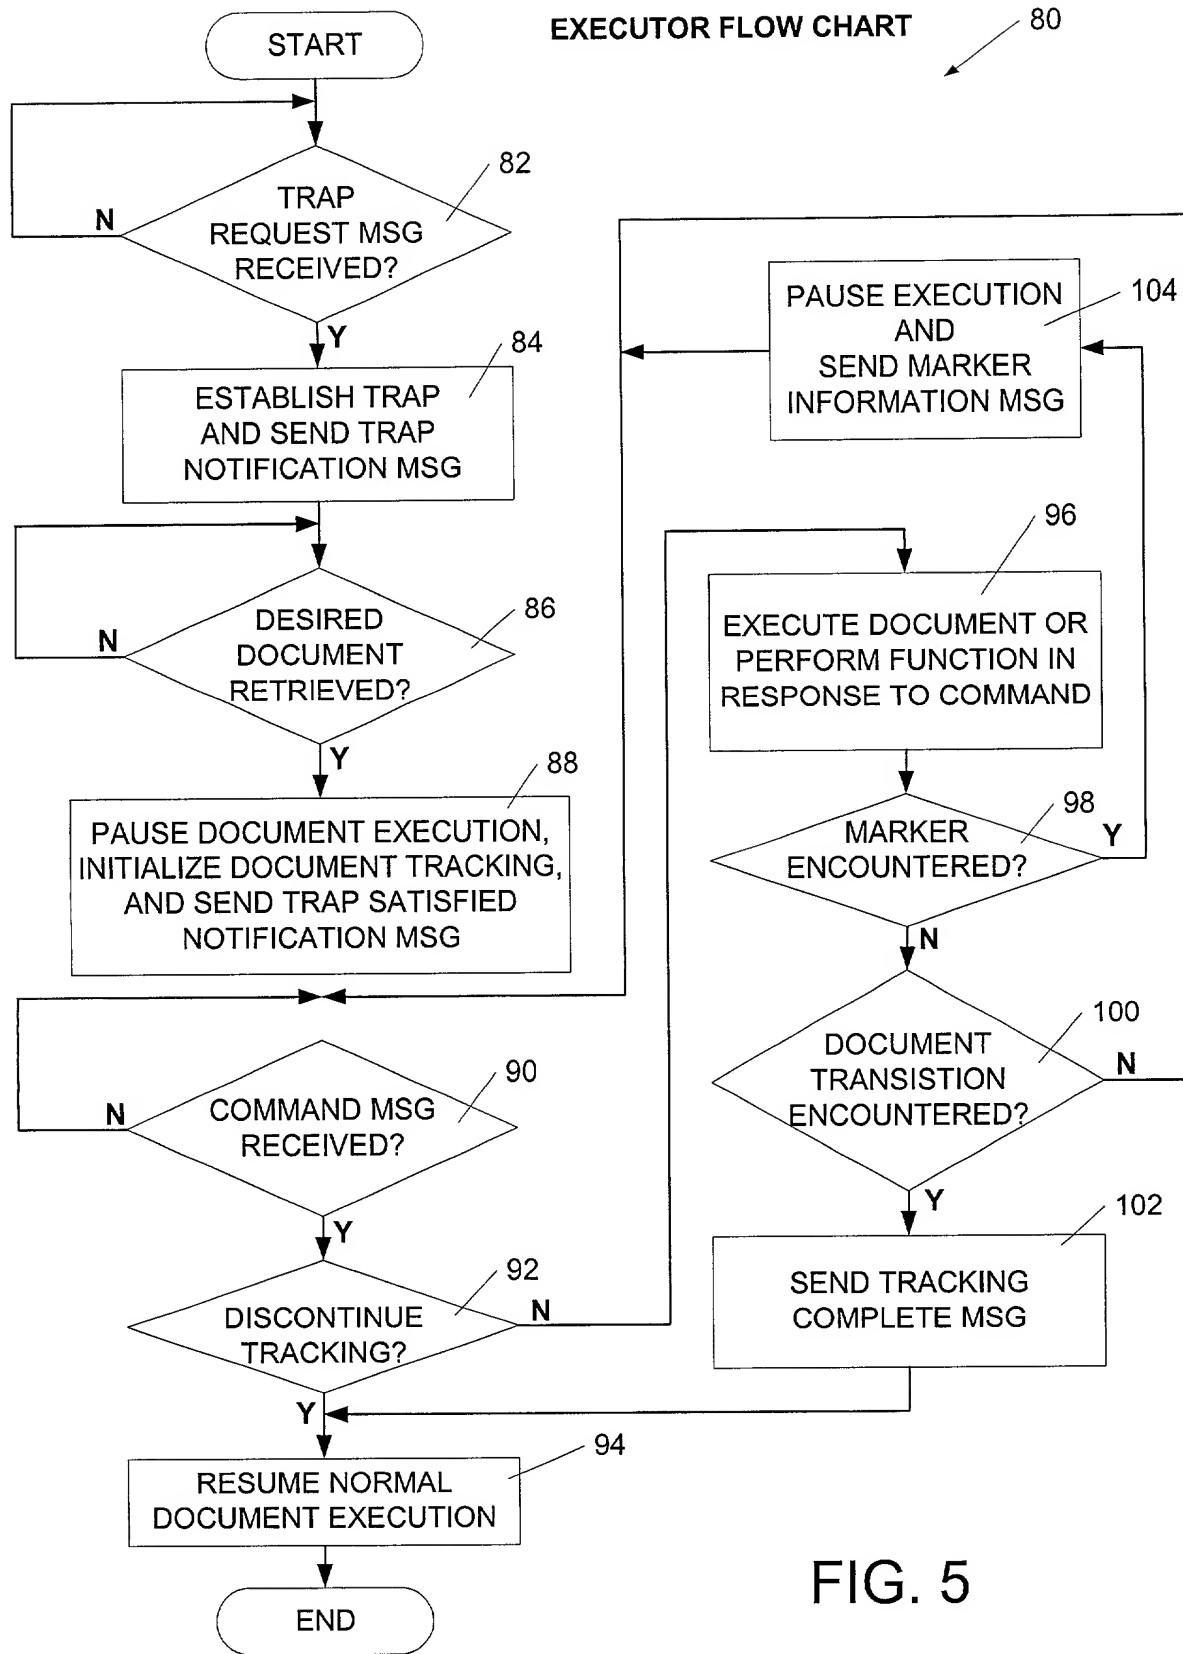 EXECUTOR FLOW CHART
80
START
82
TRAP
REQUEST MSG
RECEIVED?
N
Y
84
ESTABLISH TRAP
AND SEND TRAP
NOTIFICATION MSG
86
DESIRED
DOCUMENT
RETRIEVED?
N
Y
88
PAUSE DOCUMENT EXECUTION,
INITIALIZE DOCUMENT TRACKING,
AND SEND TRAP SATISFIED
NOTIFICATION MSG
90
COMMAND MSG
RECEIVED?
N
Y
92
DISCONTINUE
TRACKING?
N
Y
94
RESUME NORMAL
DOCUMENT EXECUTION
END
104
PAUSE EXECUTION
AND
SEND MARKER
INFORMATION MSG
96
EXECUTE DOCUMENT OR
PERFORM FUNCTION IN
RESPONSE TO COMMAND
98
MARKER
ENCOUNTERED?
Y
N
100
DOCUMENT
TRANSISTION
ENCOUNTERED?
N
Y
102
SEND TRACKING
COMPLETE MSG
FIG. 5